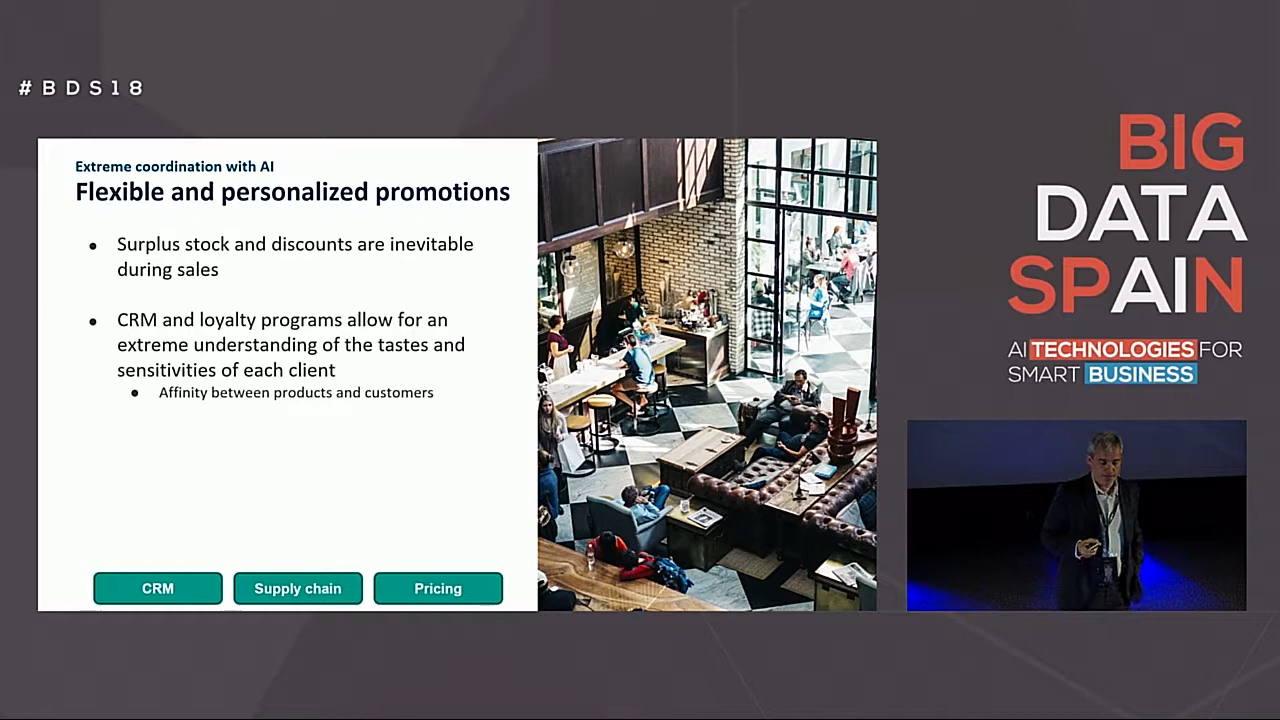 #BDS18
Extreme coordination with AI
Flexible and personalized promotions
● Surplus stock and discounts are inevitable
during sales
● CRM and loyalty programs allow for an
extreme understanding of the tastes and
sensitivities of each client
● Affinity between products and customers
CRM
Supply chain
Pricing
BIG
DATA
SPAIN
AI TECHNOLOGIES FOR
SMART BUSINESS